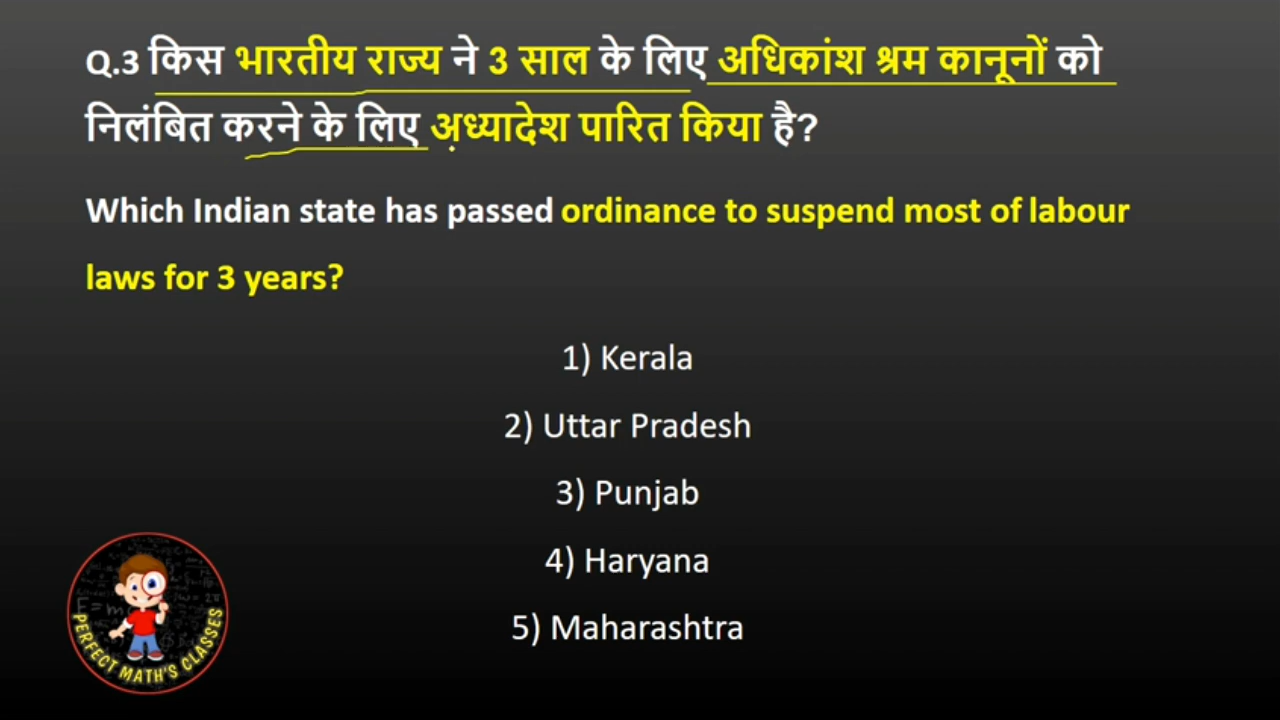 Q.3 किस भारतीय राज्य ने 3 साल के लिए अधिकांश श्रम कानूनों को
निलंबित करने के लिए अध्यादेश पारित किया है?
Which Indian state has passed ordinance to suspend most of labour
laws for 3 years?
1) Kerala
2) Uttar Pradesh
3) Punjab
4) Haryana
5) Maharashtra
PERFECT MATH'S CLASSES